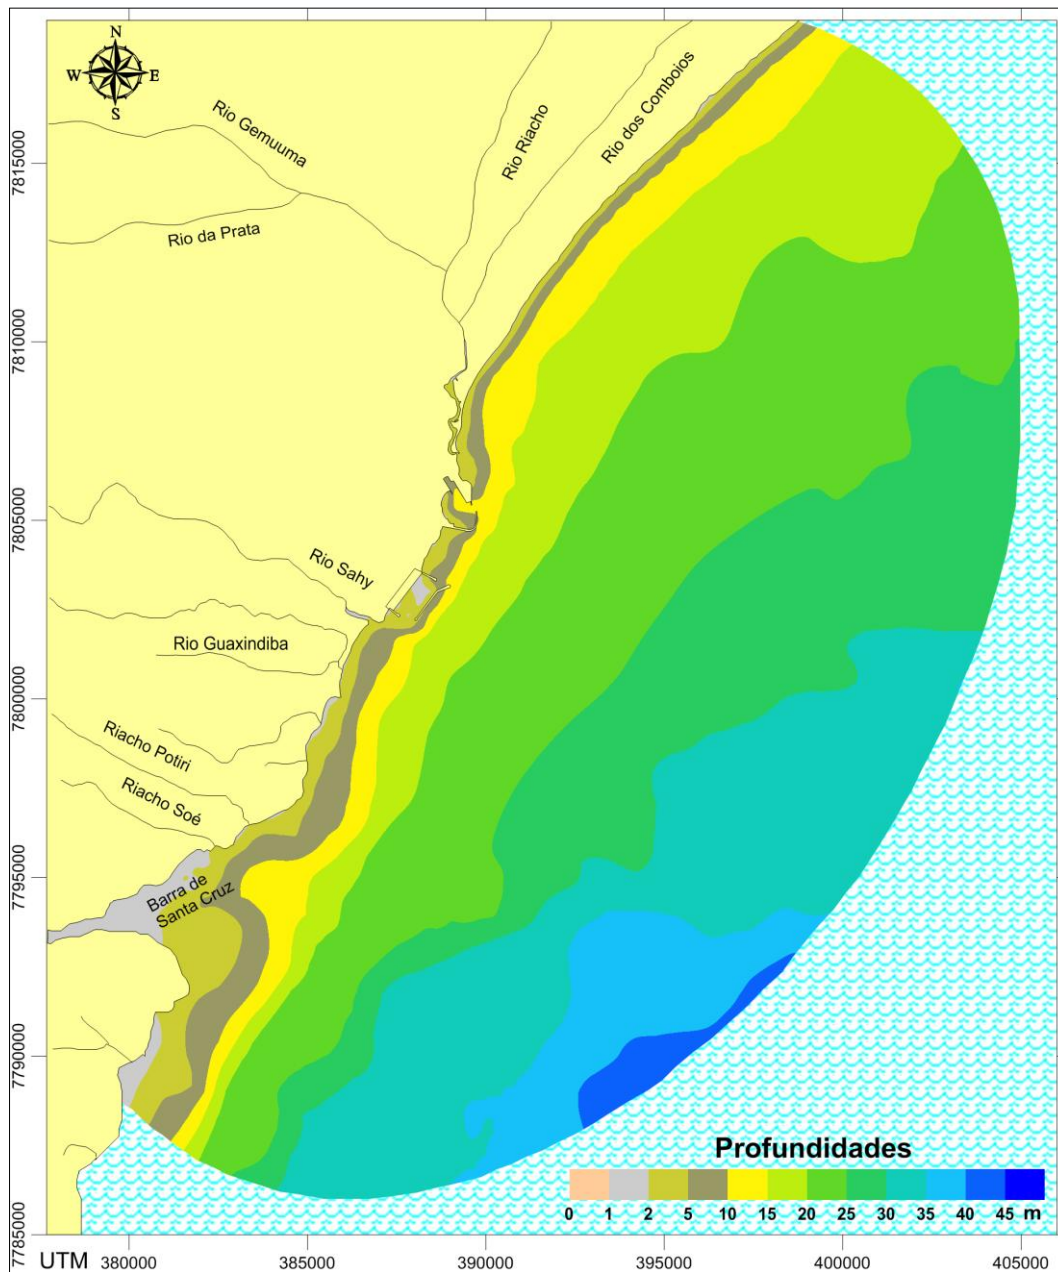 N
W
E
S
Rio Gemuuma
Rio Riacho
Rio dos Comboios
Rio da Prata
Rio Sahy
Rio Guaxindiba
Riacho Potiri
Riacho Soé
Barra de
Santa Cruz
7815000
7810000
7805000
7800000
7795000
7790000
7785000
Profundidades
0 1 2 5 10 15 20 25 30 35 40 45 m
UTM 380000 385000 390000 395000 400000 405000